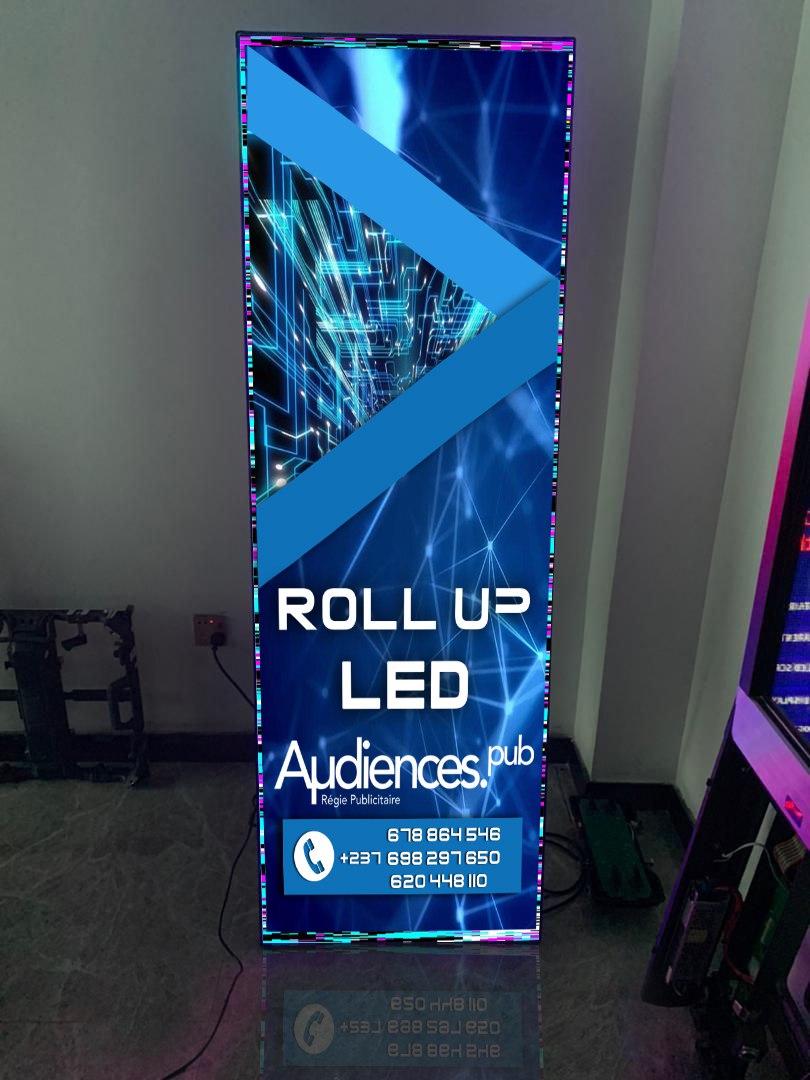 ROLL UP
LED
Audiences.pub
Régie Publicitaire
678 864 546
+237 698 297 650
620 448 110